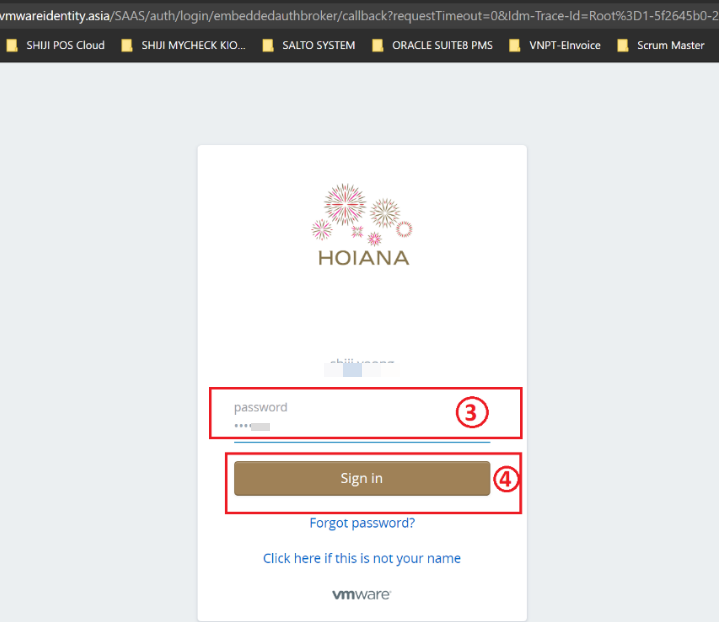 vmwareidentity.asia/SAAS/auth/login/embeddedauthbroker/callback?requestTimeout=0&Idm-Trace-Id=Root%3D1-5f2645b0-2
SHIJI POS Cloud SHIJI MYCHECK KIO... SALTO SYSTEM ORACLE SUITE8 PMS VNPT-EInvoice Scrum Master
HOIANA
password
③
••••
Sign in
④
Forgot password?
Click here if this is not your name
vmware